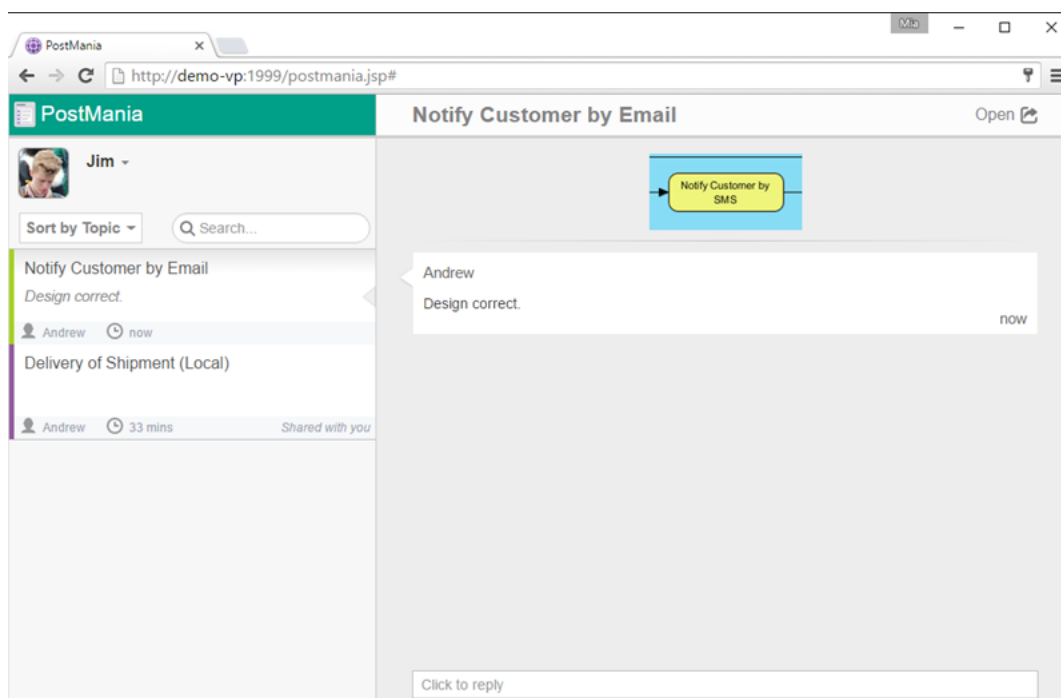 Mia
PostMania
http://demo-vp:1999/postmania.jsp#
PostMania
Jim
Sort by Topic
Search...
Notify Customer by Email
Design correct.
Andrew
now
Delivery of Shipment (Local)
Andrew
33 mins
Shared with you
Notify Customer by Email
Open
Notify Customer by
SMS
Andrew
Design correct.
now
Click to reply